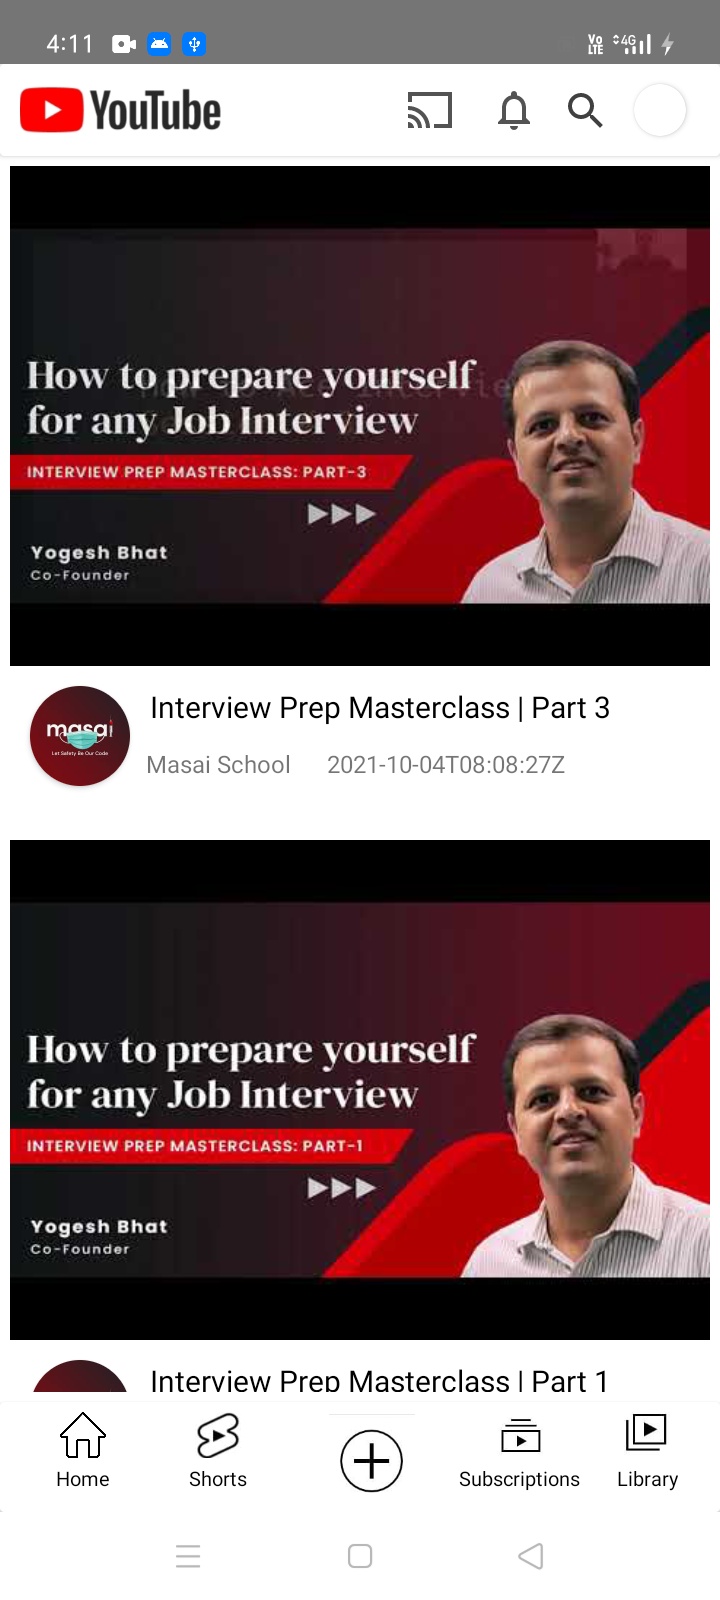 4:11
Vo LTE 4G
YouTube
How to prepare yourself
for any Job Interview
INTERVIEW PREP MASTERCLASS: PART-3
Yogesh Bhat
Co-Founder
masai
Let Safety Be Our Code
Interview Prep Masterclass | Part 3
Masai School 2021-10-04T08:08:27Z
How to prepare yourself
for any Job Interview
INTERVIEW PREP MASTERCLASS: PART-1
Yogesh Bhat
Co-Founder
Interview Prep Masterclass | Part 1
Home Shorts Subscriptions Library